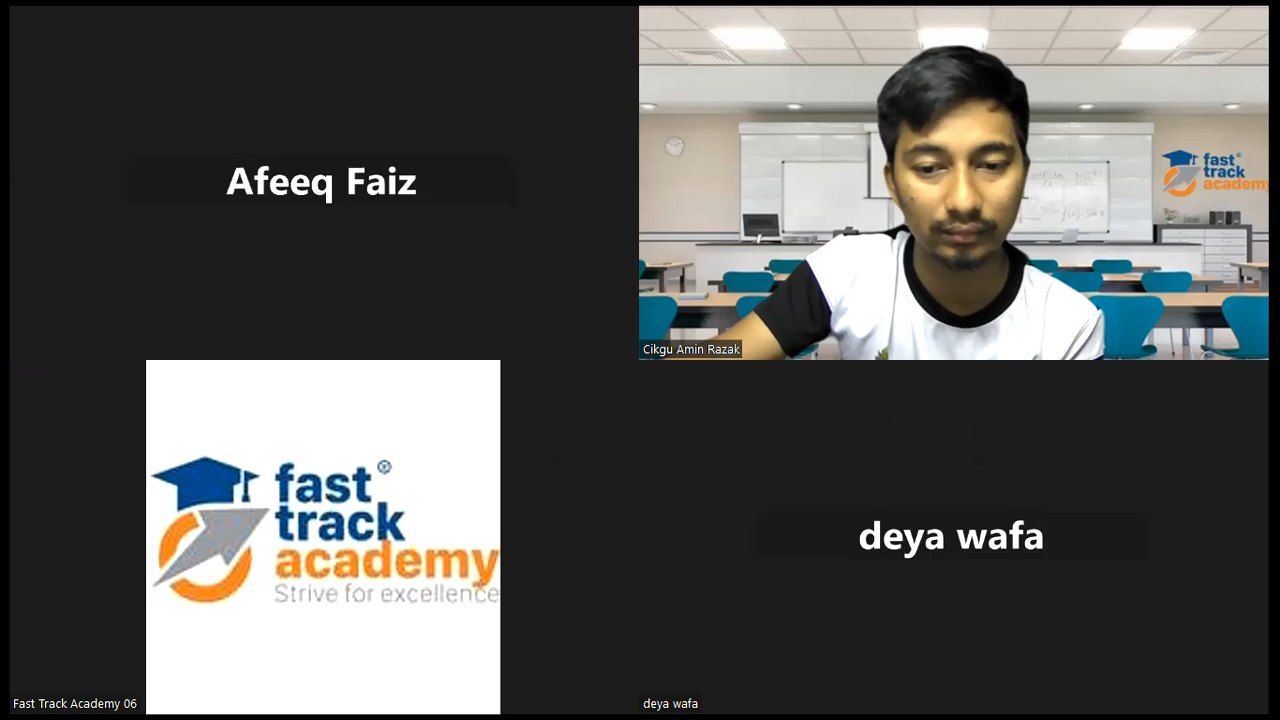 Afeeq Faiz
fast
track
academy
Cikgu Amin Razak
fast
track
academy
Strive for excellence
Fast Track Academy 06
deya wafa
deya wafa